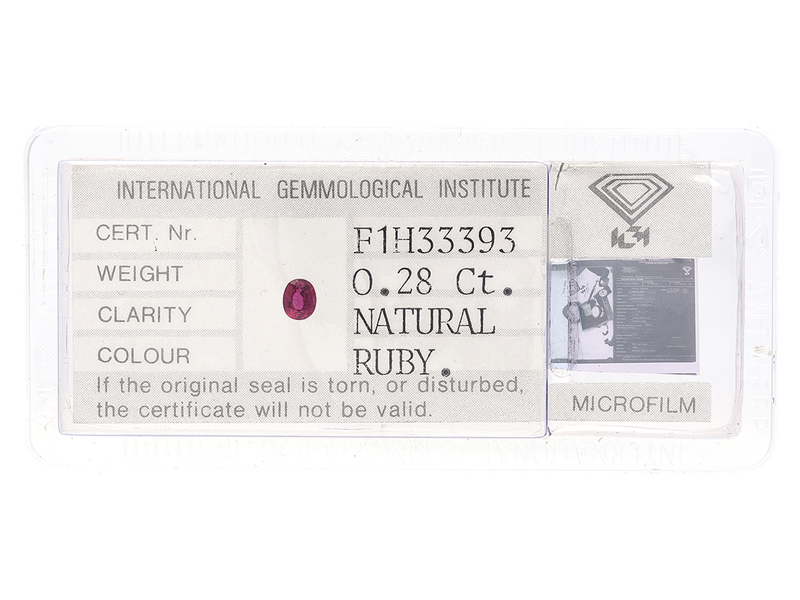 INTERNATIONAL GEMMOLOGICAL INSTITUTE
CERT. Nr. F1H33393
WEIGHT 0.28 Ct.
CLARITY NATURAL
COLOUR RUBY.
If the original seal is torn, or disturbed,
the certificate will not be valid.
IGI
MICROFILM